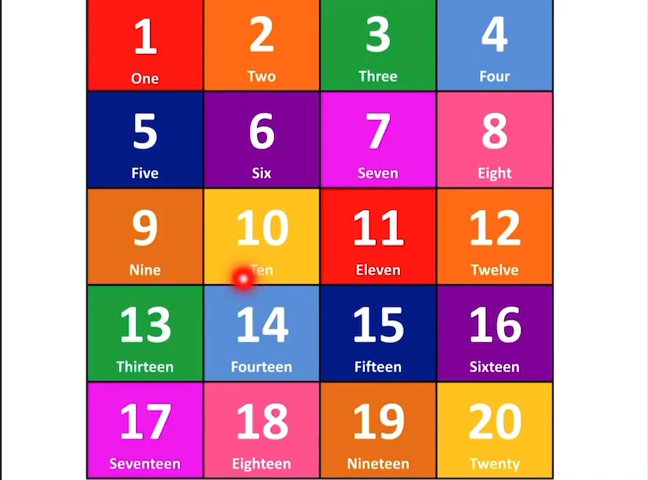 1 2 3 4
One Two Three Four
5 6 7 8
Five Six Seven Eight
9 10 11 12
Nine Ten Eleven Twelve
13 14 15 16
Thirteen Fourteen Fifteen Sixteen
17 18 19 20
Seventeen Eighteen Nineteen Twenty